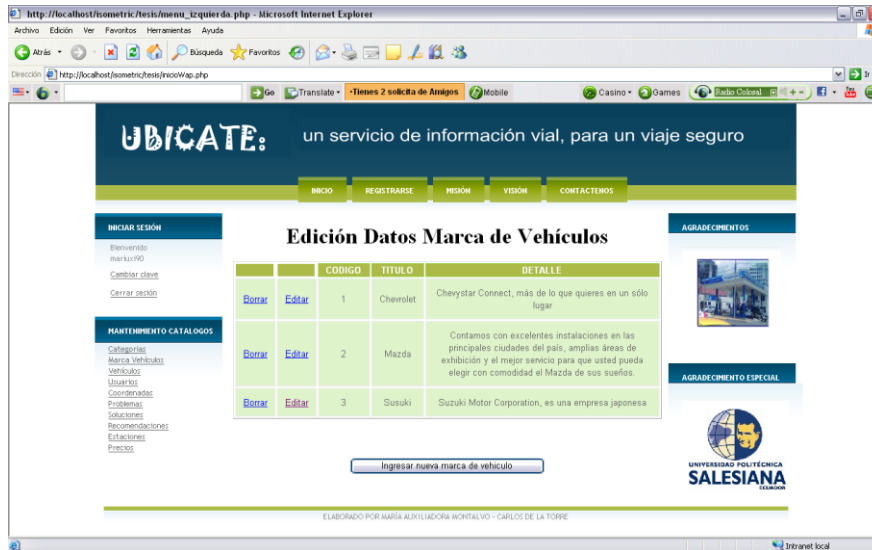 http://localhost/isometric/tesis/menu_izquierda.php - Microsoft Internet Explorer
Archivo Edición Ver Favoritos Herramientas Ayuda
Atrás Búsqueda Favoritos
Dirección http://localhost/isometric/tesis/inicioWap.php Ir
Go Translate Tienes 2 solicita de Amigos Mobile Casino Games Radio Colosal
UBICATE: un servicio de información vial, para un viaje seguro
INICIO REGISTRARSE MISIÓN VISIÓN CONTACTENOS
INICIAR SESIÓN
Bienvenido
mariuxi90
Cambiar clave
Cerrar sesión
MANTENIMIENTO CATALOGOS
Categorias
Marca Vehículos
Vehículos
Usuarios
Coordenadas
Problemas
Soluciones
Recomendaciones
Estaciones
Precios
Edición Datos Marca de Vehículos
CODIGO TITULO DETALLE
Borrar Editar 1 Chevrolet Chevystar Connect, más de lo que quieres en un sólo
lugar
Borrar Editar 2 Mazda Contamos con excelentes instalaciones en las
principales ciudades del país, amplias áreas de
exhibición y el mejor servicio para que usted pueda
elegir con comodidad el Mazda de sus sueños.
Borrar Editar 3 Susuki Suzuki Motor Corporation, es una empresa japonesa
Ingresar nueva marca de vehiculo
AGRADECIMIENTOS
AGRADECIMIENTO ESPECIAL
UNIVERSIDAD POLITÉCNICA
SALESIANA
ECUADOR
ELABORADO POR MARÍA AUXILIADORA MONTALVO - CARLOS DE LA TORRE
Intranet local